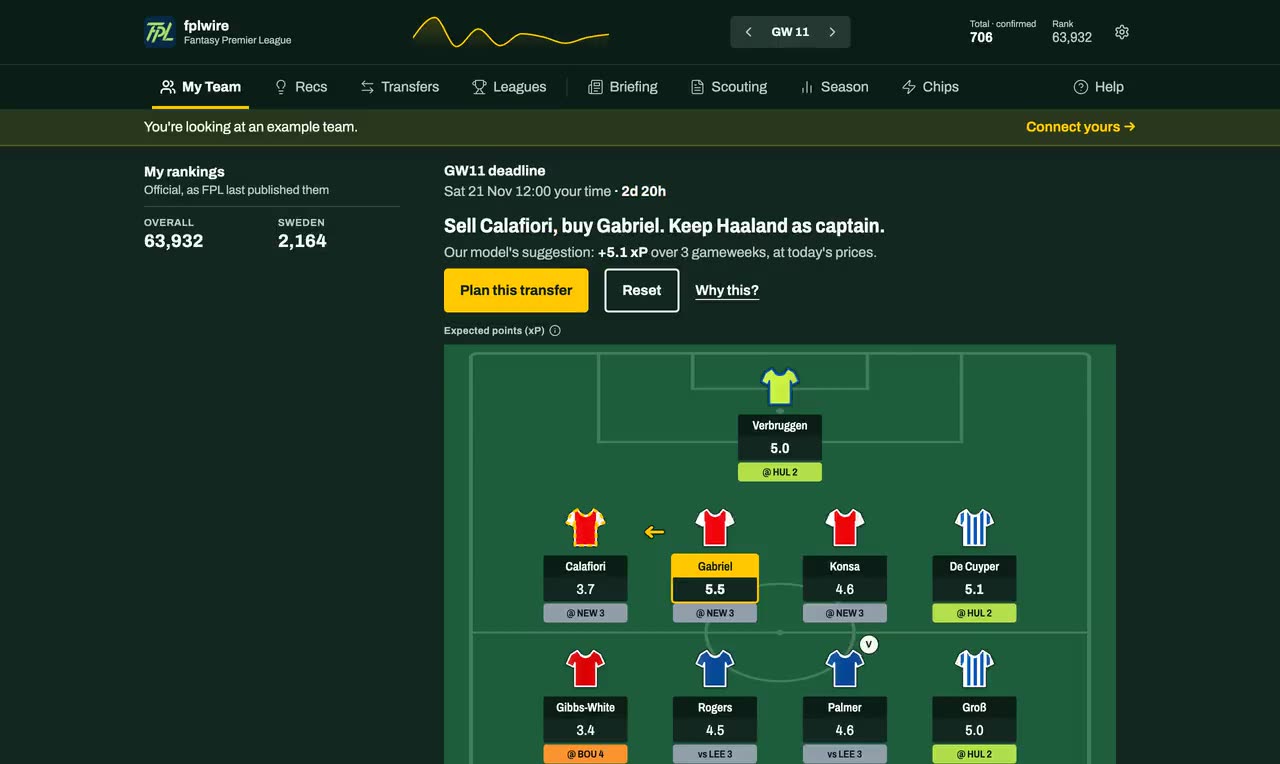 FPL
fplwire
Fantasy Premier League
GW 11
Total · confirmed
706
Rank
63,932
My Team
Recs
Transfers
Leagues
Briefing
Scouting
Season
Chips
Help
You're looking at an example team.
Connect yours →
My rankings
Official, as FPL last published them
OVERALL
63,932
SWEDEN
2,164
GW11 deadline
Sat 21 Nov 12:00 your time · 2d 20h
Sell Calafiori, buy Gabriel. Keep Haaland as captain.
Our model's suggestion: +5.1 xP over 3 gameweeks, at today's prices.
Plan this transfer
Reset
Why this?
Expected points (xP)
Verbruggen
5.0
@ HUL 2
Calafiori
3.7
@ NEW 3
Gabriel
5.5
@ NEW 3
Konsa
4.6
@ NEW 3
De Cuyper
5.1
@ HUL 2
Gibbs-White
3.4
@ BOU 4
Rogers
4.5
vs LEE 3
V
Palmer
4.6
vs LEE 3
Groß
5.0
@ HUL 2